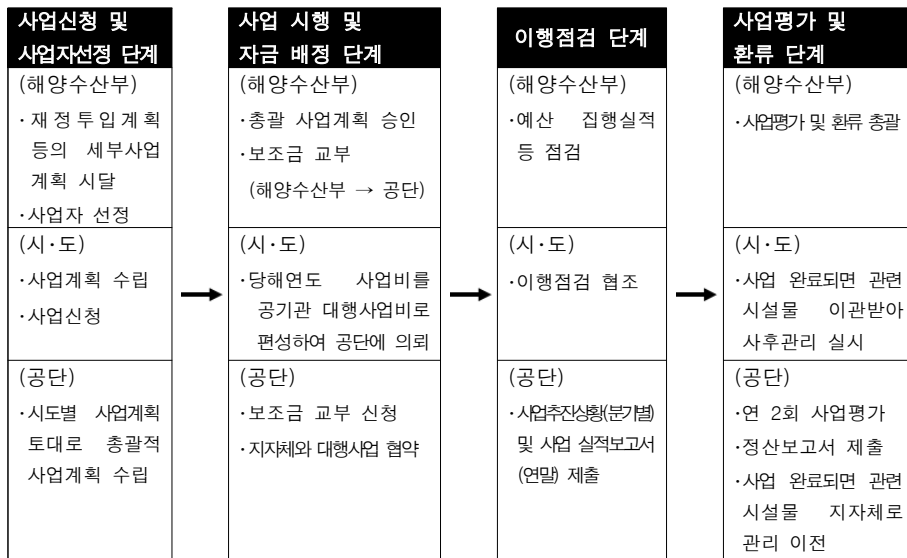 사업신청 및
사업자선정 단계
(해양수산부)
·재정투입계획
등의 세부사업
계획 시달
·사업자 선정
(시·도)
·사업계획 수립
·사업신청
(공단)
·시도별 사업계획
토대로 총괄적
사업계획 수립
사업 시행 및
자금 배정 단계
(해양수산부)
·총괄 사업계획 승인
·보조금 교부
(해양수산부 → 공단)
(시·도)
·당해연도 사업비를
공기관 대행사업비로
편성하여 공단에 의뢰
(공단)
·보조금 교부 신청
·지자체와 대행사업 협약
이행점검 단계
(해양수산부)
·예산 집행실적
등 점검
(시·도)
·이행점검 협조
(공단)
·사업추진상황(분기별)
및 사업 실적보고서
(연말) 제출
사업평가 및
환류 단계
(해양수산부)
·사업평가 및 환류 총괄
(시·도)
·사업 완료되면 관련
시설물 이관받아
사후관리 실시
(공단)
·연 2회 사업평가
·정산보고서 제출
·사업 완료되면 관련
시설물 지자체로
관리 이전